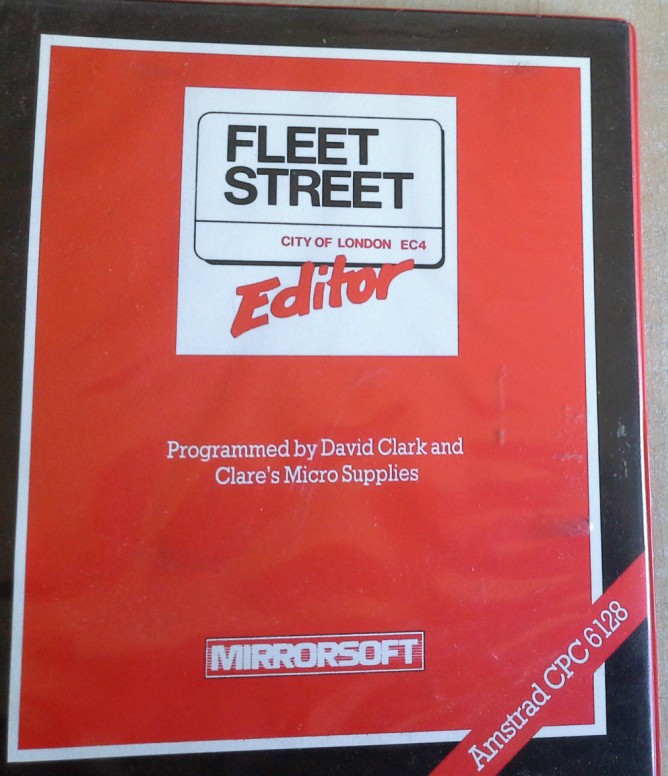 FLEET
STREET
CITY OF LONDON EC4
Editor
Programmed by David Clark and
Clare's Micro Supplies
MIRRORSOFT
Amstrad CPC 6128